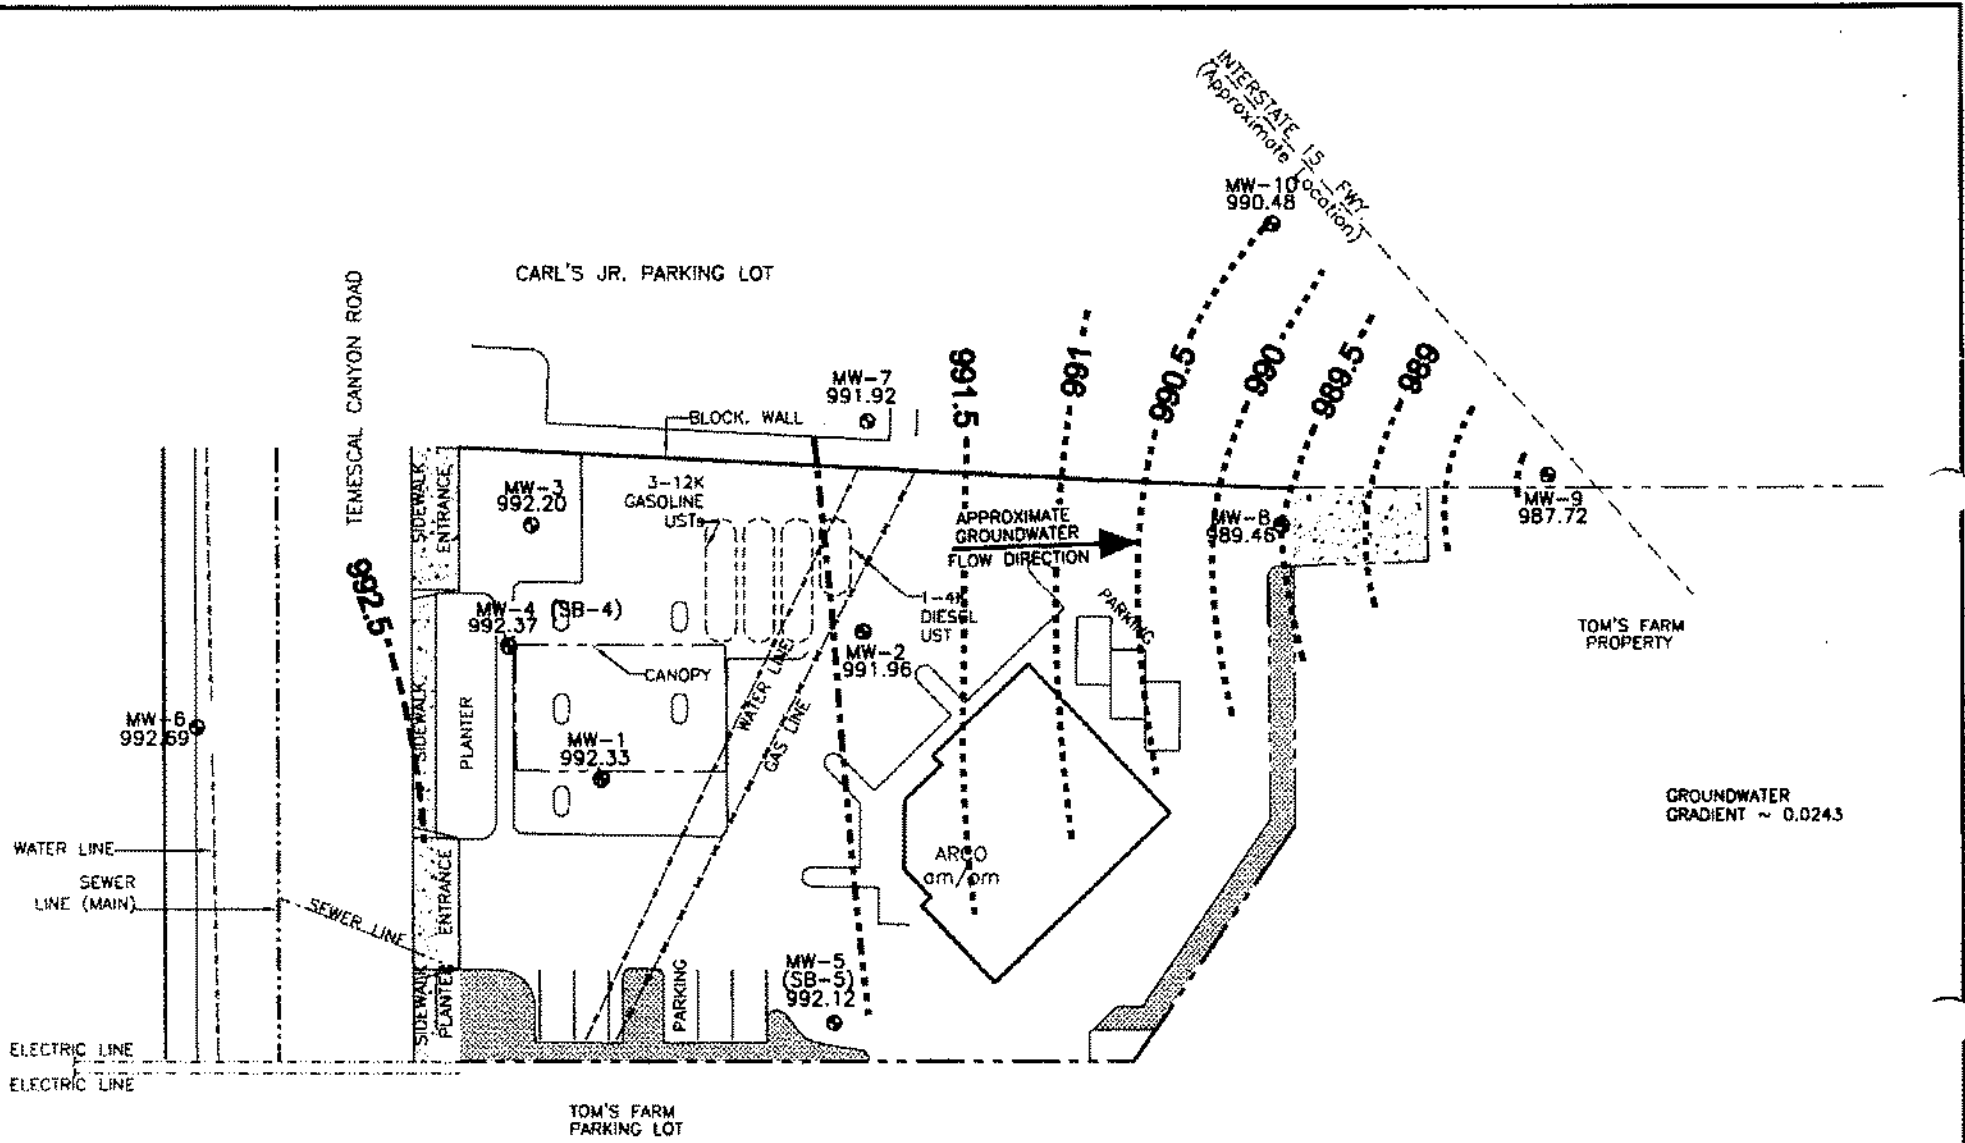 INTERSTATE 15 FWY.
(Approximate Location)
MW-10
990.48
CARL'S JR. PARKING LOT
TEMESCAL CANYON ROAD
MW-7
991.92
BLOCK. WALL
991.5
991
990.5
990
989.5
989
SIDEWALK
ENTRANCE
MW-3
992.20
3-12K
GASOLINE
USTs
APPROXIMATE
GROUNDWATER
FLOW DIRECTION
MW-8
989.46
MW-9
987.72
992.5
MW-4 (SB-4)
992.37
1-4K
DIESEL
UST
PARKING
TOM'S FARM
PROPERTY
MW-2
991.96
CANOPY
WATER LINE
GAS LINE
SIDEWALK
PLANTER
MW-6
992.69
MW-1
992.33
GROUNDWATER
GRADIENT ~ 0.0243
WATER LINE
SEWER
LINE (MAIN)
SEWER LINE
ENTRANCE
ARCO
am/pm
SIDEWALK
PLANTER
PARKING
MW-5
(SB-5)
992.12
ELECTRIC LINE
ELECTRIC LINE
TOM'S FARM
PARKING LOT